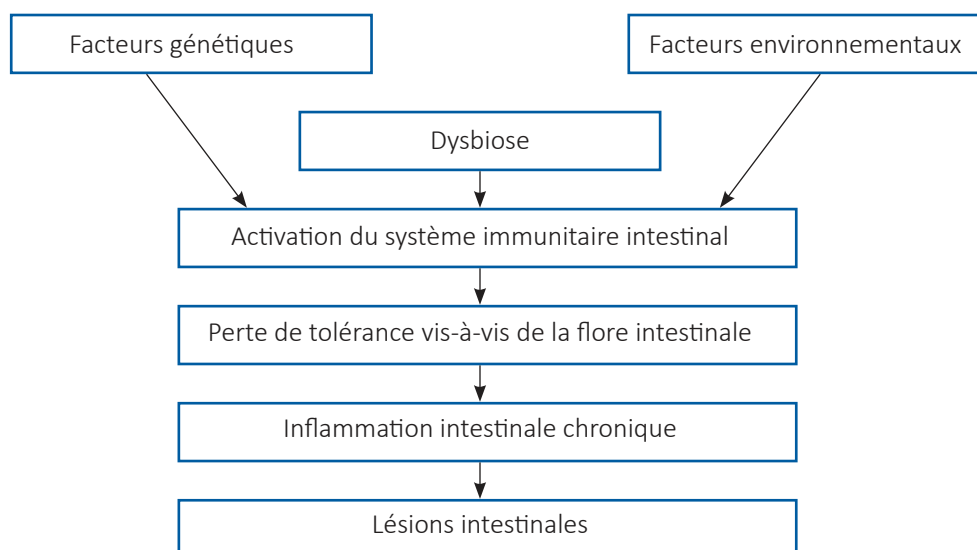 Facteurs génétiques
Facteurs environnementaux
Dysbiose
Activation du système immunitaire intestinal
Perte de tolérance vis-à-vis de la flore intestinale
Inflammation intestinale chronique
Lésions intestinales